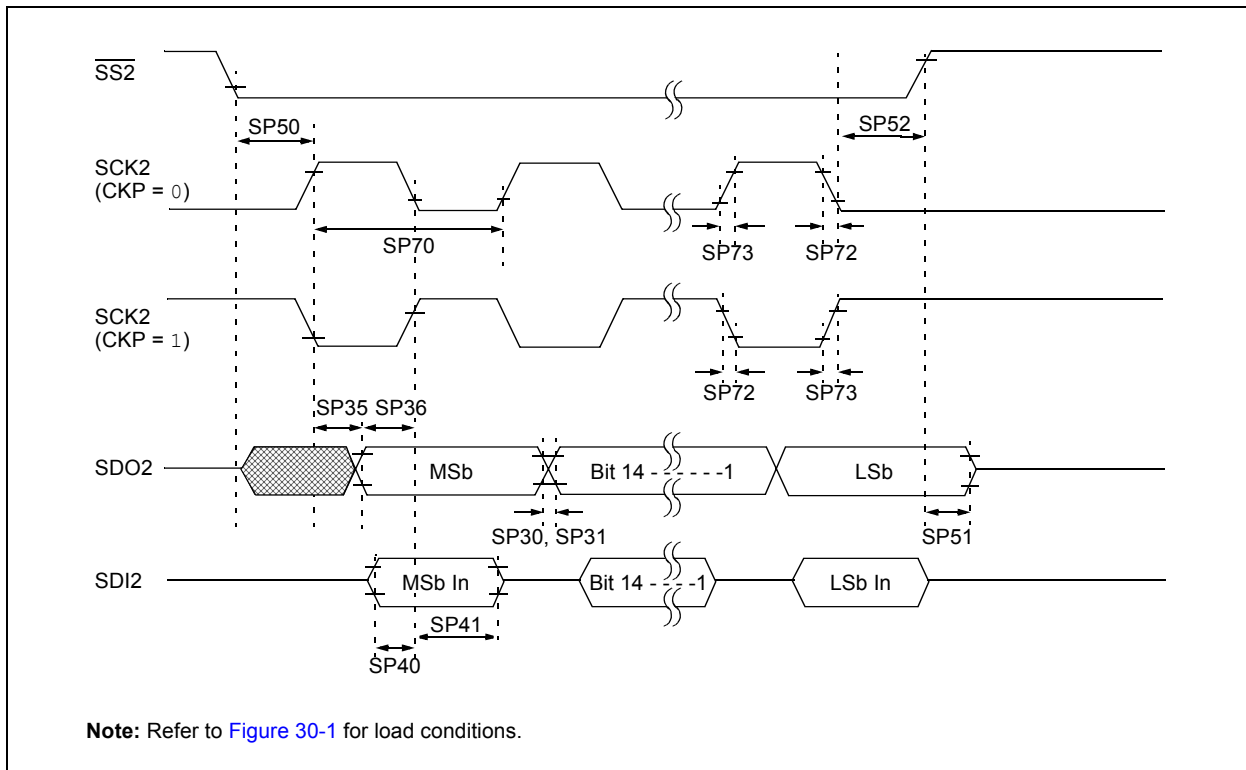 SS2
SP50
SP52
SCK2
(CKP = 0)
SP70
SP73
SP72
SCK2
(CKP = 1)
SP72
SP73
SP35 SP36
SDO2
MSb
Bit 14 - - - - - -1
LSb
SP30, SP31
SP51
SDI2
MSb In
Bit 14 - - - -1
LSb In
SP41
SP40
Note: Refer to Figure 30-1 for load conditions.